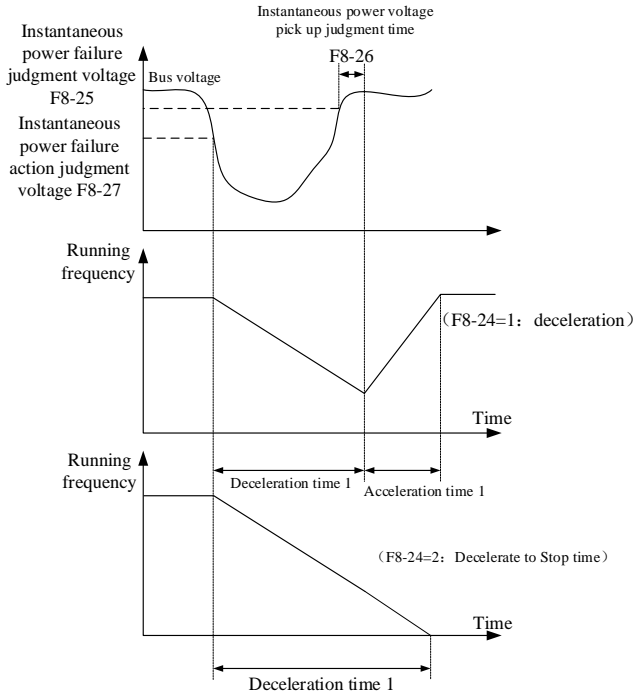 Instantaneous power voltage
pick up judgment time
F8-26
Instantaneous
power failure
judgment voltage
F8-25
Bus voltage
Instantaneous
power failure
action judgment
voltage F8-27
Running
frequency
（F8-24=1：deceleration）
Time
Deceleration time 1
Acceleration time 1
Running
frequency
（F8-24=2：Decelerate to Stop time）
Time
Deceleration time 1